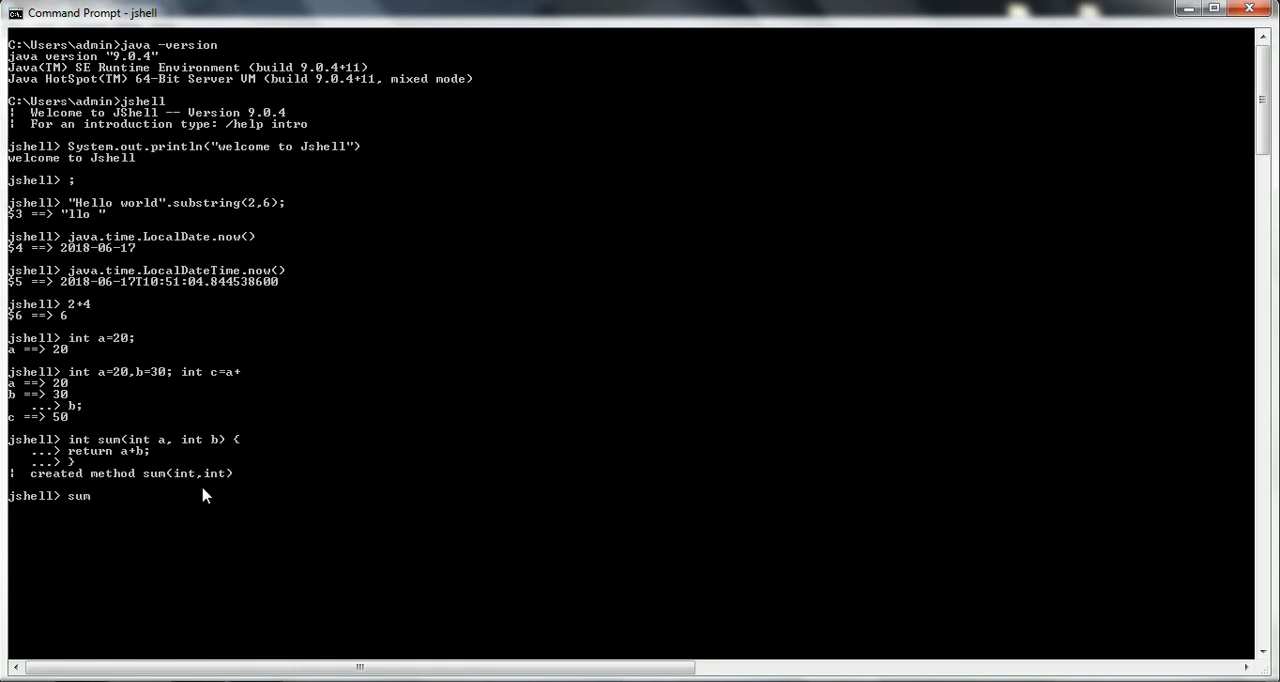 Command Prompt - jshell
C:\Users\admin>java -version
java version "9.0.4"
Java(TM) SE Runtime Environment (build 9.0.4+11)
Java HotSpot(TM) 64-Bit Server VM (build 9.0.4+11, mixed mode)
C:\Users\admin>jshell
|  Welcome to JShell -- Version 9.0.4
|  For an introduction type: /help intro
jshell> System.out.println("welcome to Jshell")
welcome to Jshell
jshell> ;
jshell> "Hello world".substring(2,6);
$3 ==> "llo "
jshell> java.time.LocalDate.now()
$4 ==> 2018-06-17
jshell> java.time.LocalDateTime.now()
$5 ==> 2018-06-17T10:51:04.844538600
jshell> 2+4
$6 ==> 6
jshell> int a=20;
a ==> 20
jshell> int a=20,b=30; int c=a+
a ==> 20
b ==> 30
   ...> b;
c ==> 50
jshell> int sum(int a, int b) {
   ...> return a+b;
   ...> }
|  created method sum(int,int)
jshell> sum